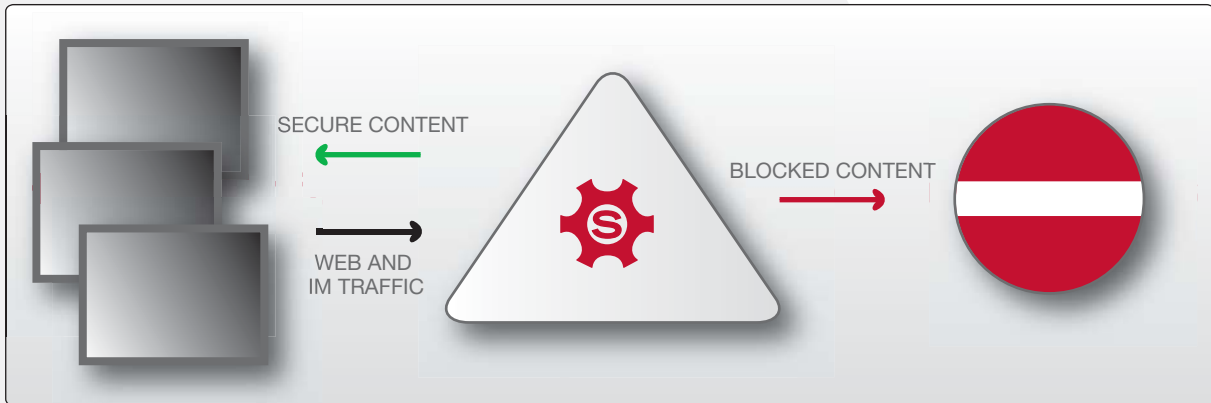 SECURE CONTENT
WEB AND
IM TRAFFIC
S
BLOCKED CONTENT